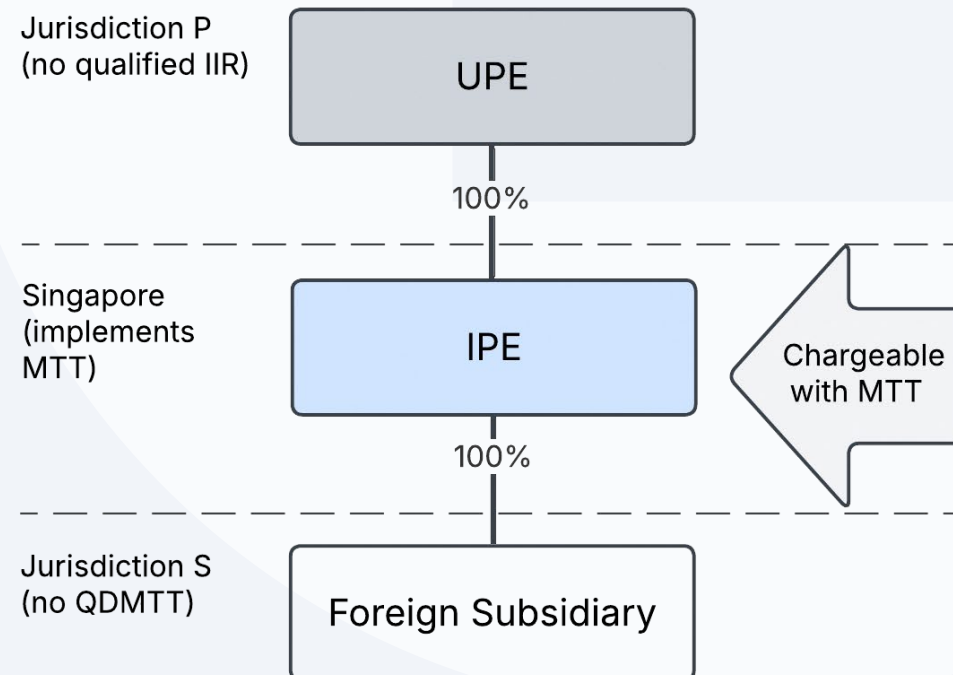 Jurisdiction P
(no qualified IIR)
UPE
100%
Singapore
(implements
MTT)
IPE
Chargeable
with MTT
100%
Jurisdiction S
(no QDMTT)
Foreign Subsidiary